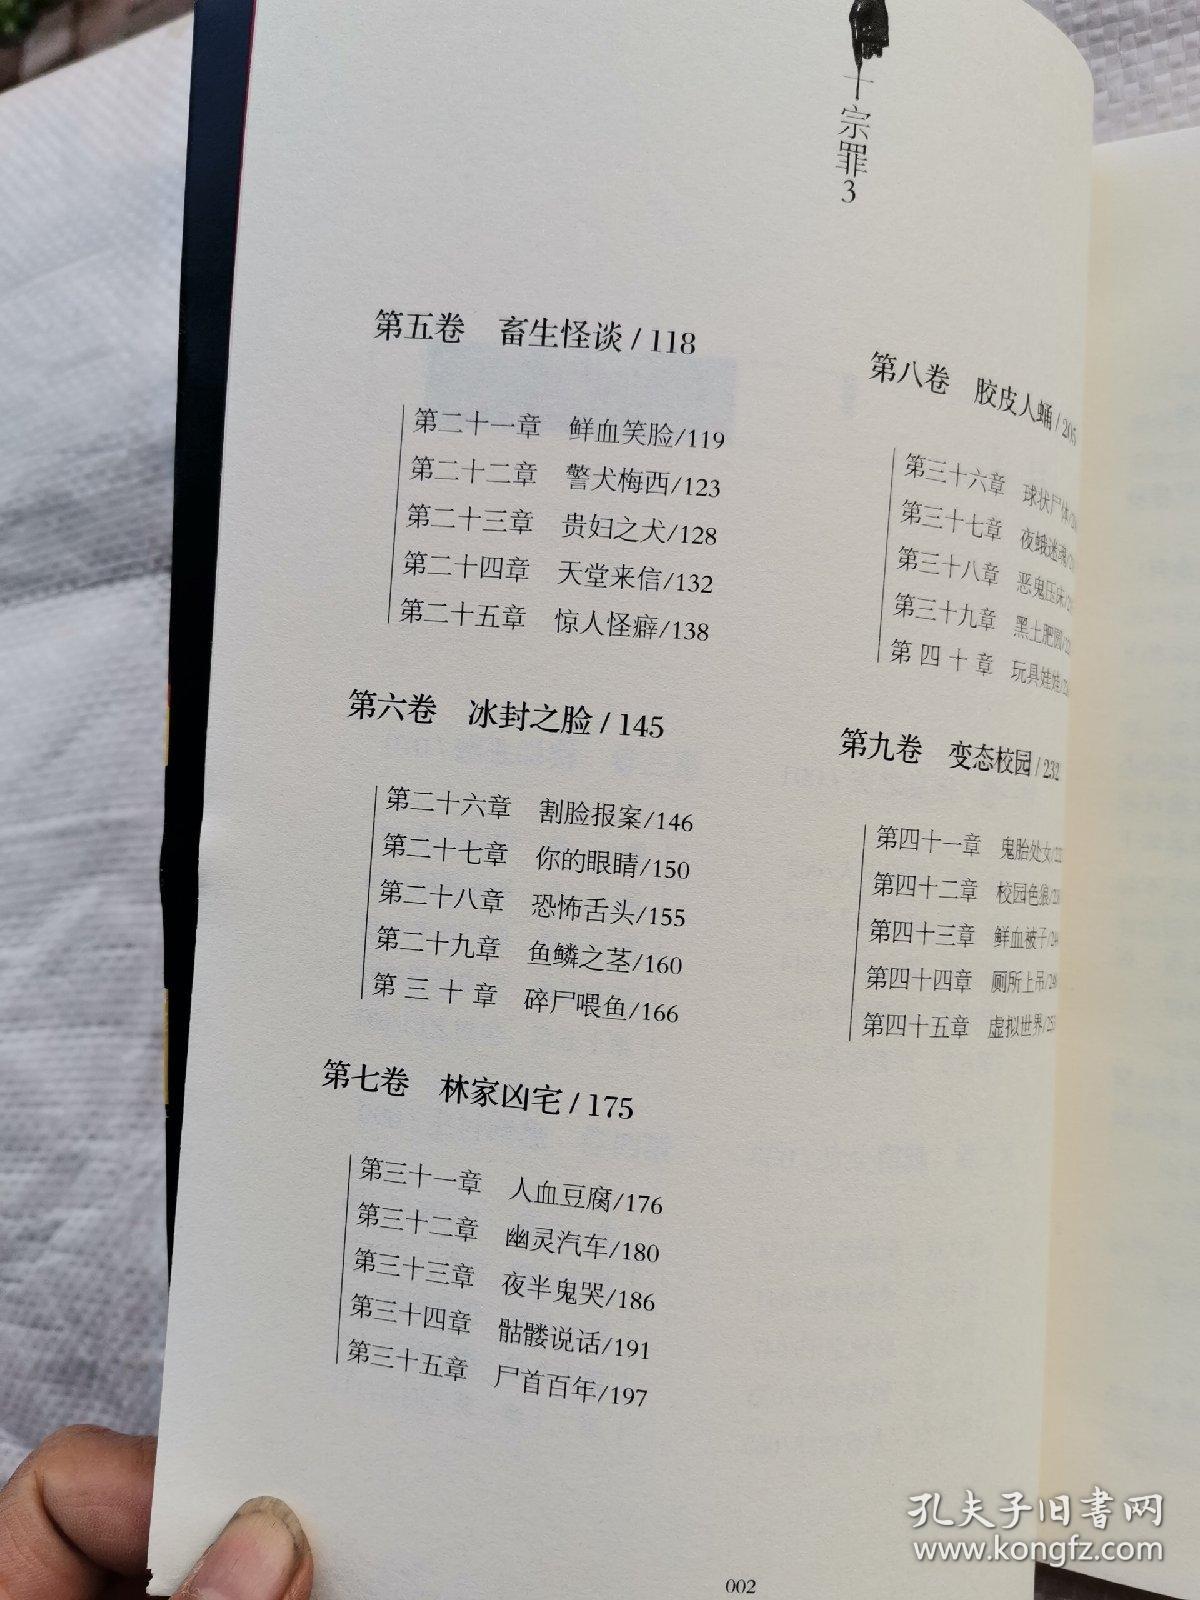 十宗罪3
第五卷 畜生怪谈/118
第二十一章 鲜血笑脸/119
第二十二章 警犬梅西/123
第二十三章 贵妇之犬/128
第二十四章 天堂来信/132
第二十五章 惊人怪癖/138
第六卷 冰封之脸/145
第二十六章 割脸报案/146
第二十七章 你的眼睛/150
第二十八章 恐怖舌头/155
第二十九章 鱼鳞之茎/160
第三十章 碎尸喂鱼/166
第七卷 林家凶宅/175
第三十一章 人血豆腐/176
第三十二章 幽灵汽车/180
第三十三章 夜半鬼哭/186
第三十四章 骷髅说话/191
第三十五章 尸首百年/197
第八卷 胶皮人蛹/205
第三十六章 球状尸体
第三十七章 夜蛾迷魂
第三十八章 恶鬼压床
第三十九章 黑土肥圆
第四十章 玩具娃娃
第九卷 变态校园/232
第四十一章 鬼胎处女
第四十二章 校园色狼
第四十三章 鲜血被子
第四十四章 厕所上吊
第四十五章 虚拟世界
002
孔夫子旧书网
www.kongfz.com